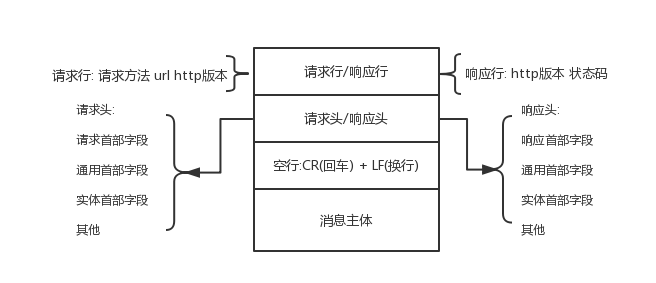 请求行: 请求方法 url http版本
请求头:
请求首部字段
通用首部字段
实体首部字段
其他
请求行/响应行
请求头/响应头
空行:CR(回车) + LF(换行)
消息主体
响应行: http版本 状态码
响应头:
响应首部字段
通用首部字段
实体首部字段
其他